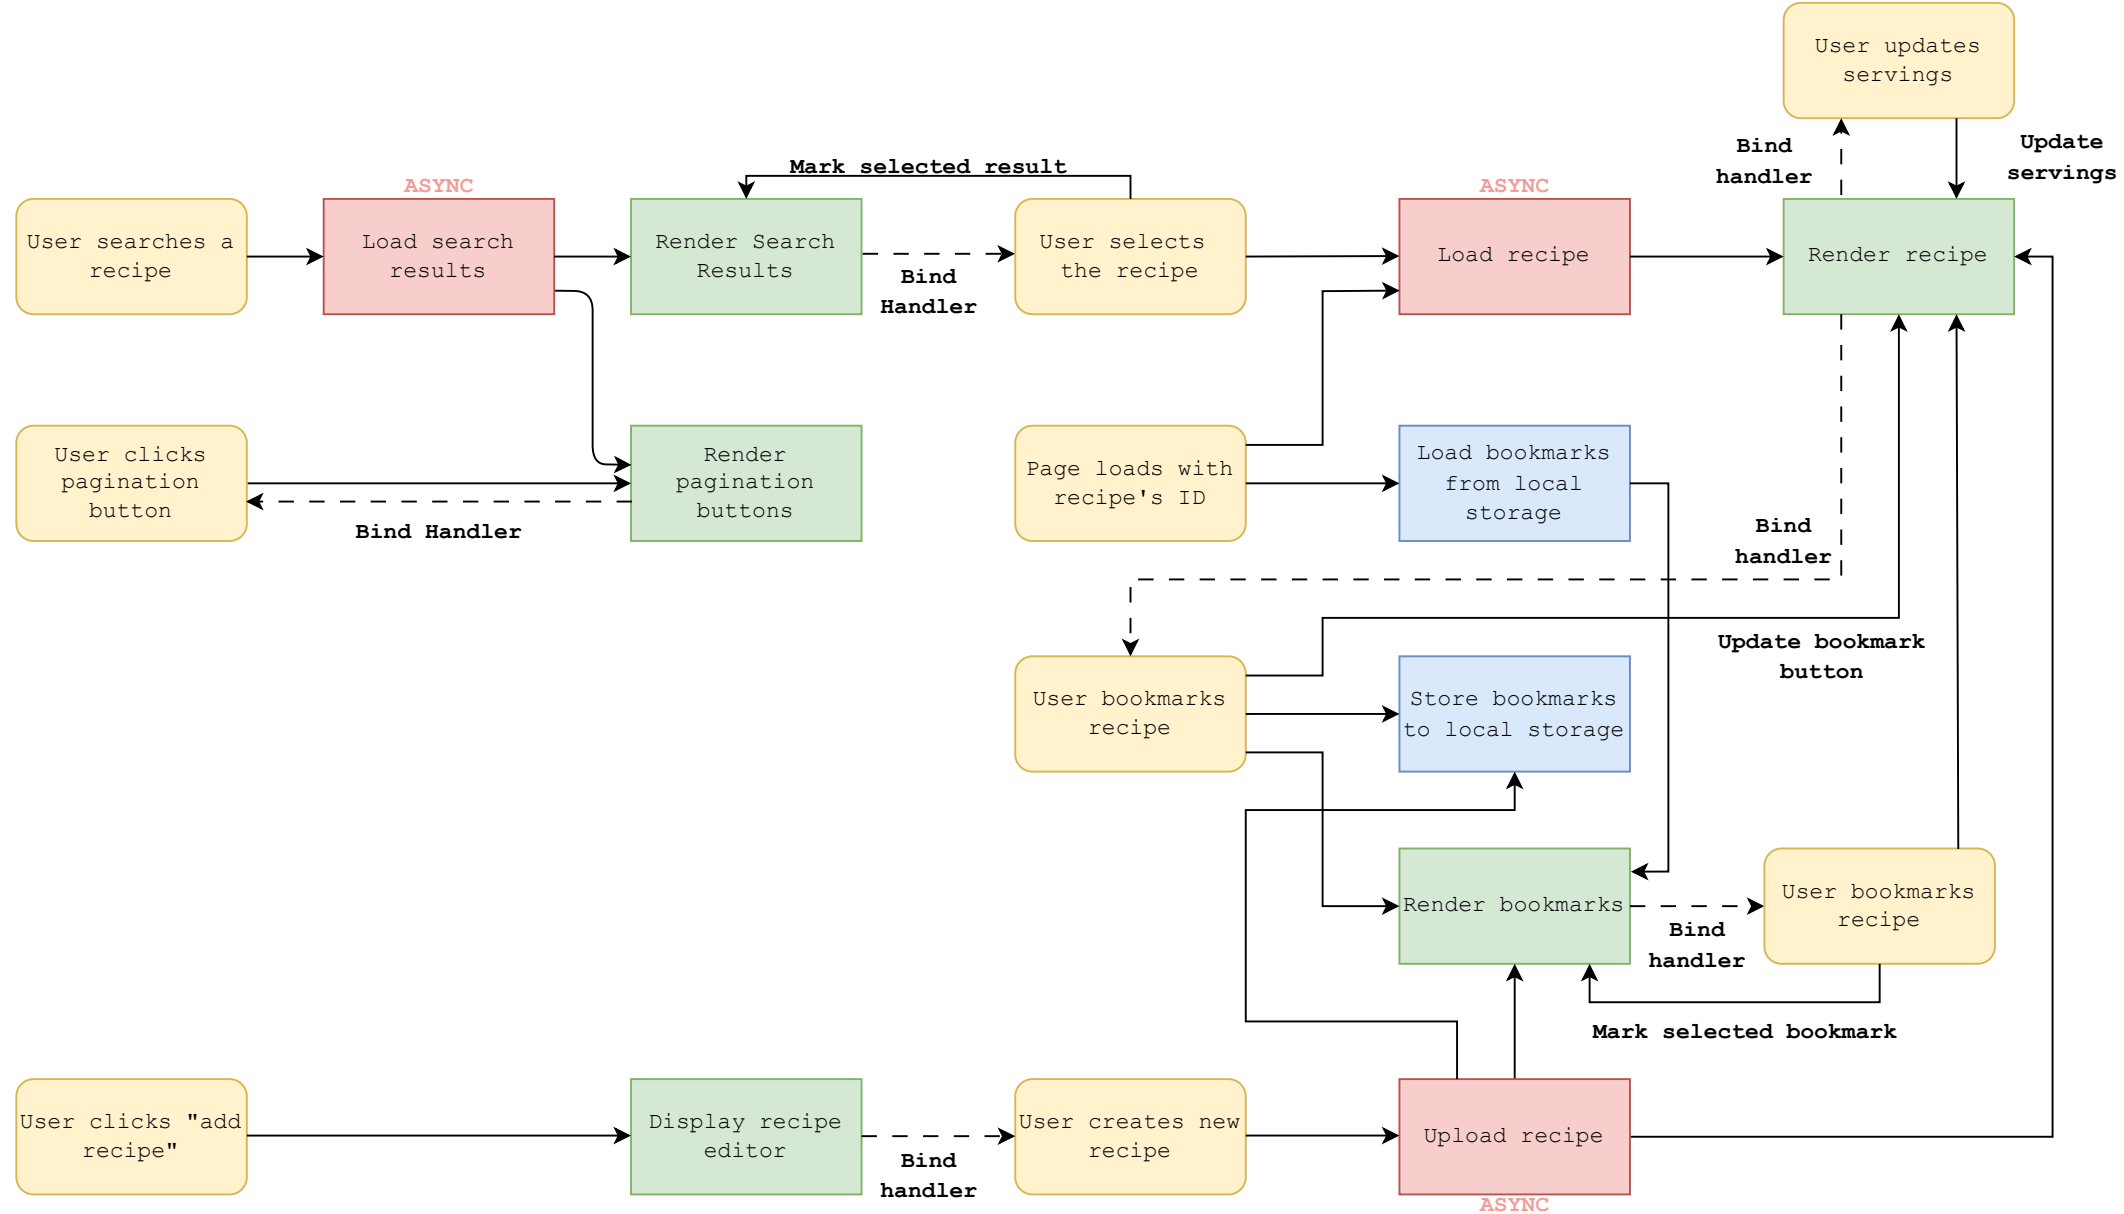 User updates
servings
Bind
handler
Update
servings
Mark selected result
ASYNC
ASYNC
User searches a
recipe
Load search
results
Render Search
Results
Bind
Handler
User selects
the recipe
Load recipe
Render recipe
User clicks
pagination
button
Bind Handler
Render
pagination
buttons
Page loads with
recipe's ID
Load bookmarks
from local
storage
Bind
handler
User bookmarks
recipe
Store bookmarks
to local storage
Update bookmark
button
Render bookmarks
Bind
handler
User bookmarks
recipe
Mark selected bookmark
User clicks "add
recipe"
Display recipe
editor
Bind
handler
User creates new
recipe
Upload recipe
ASYNC